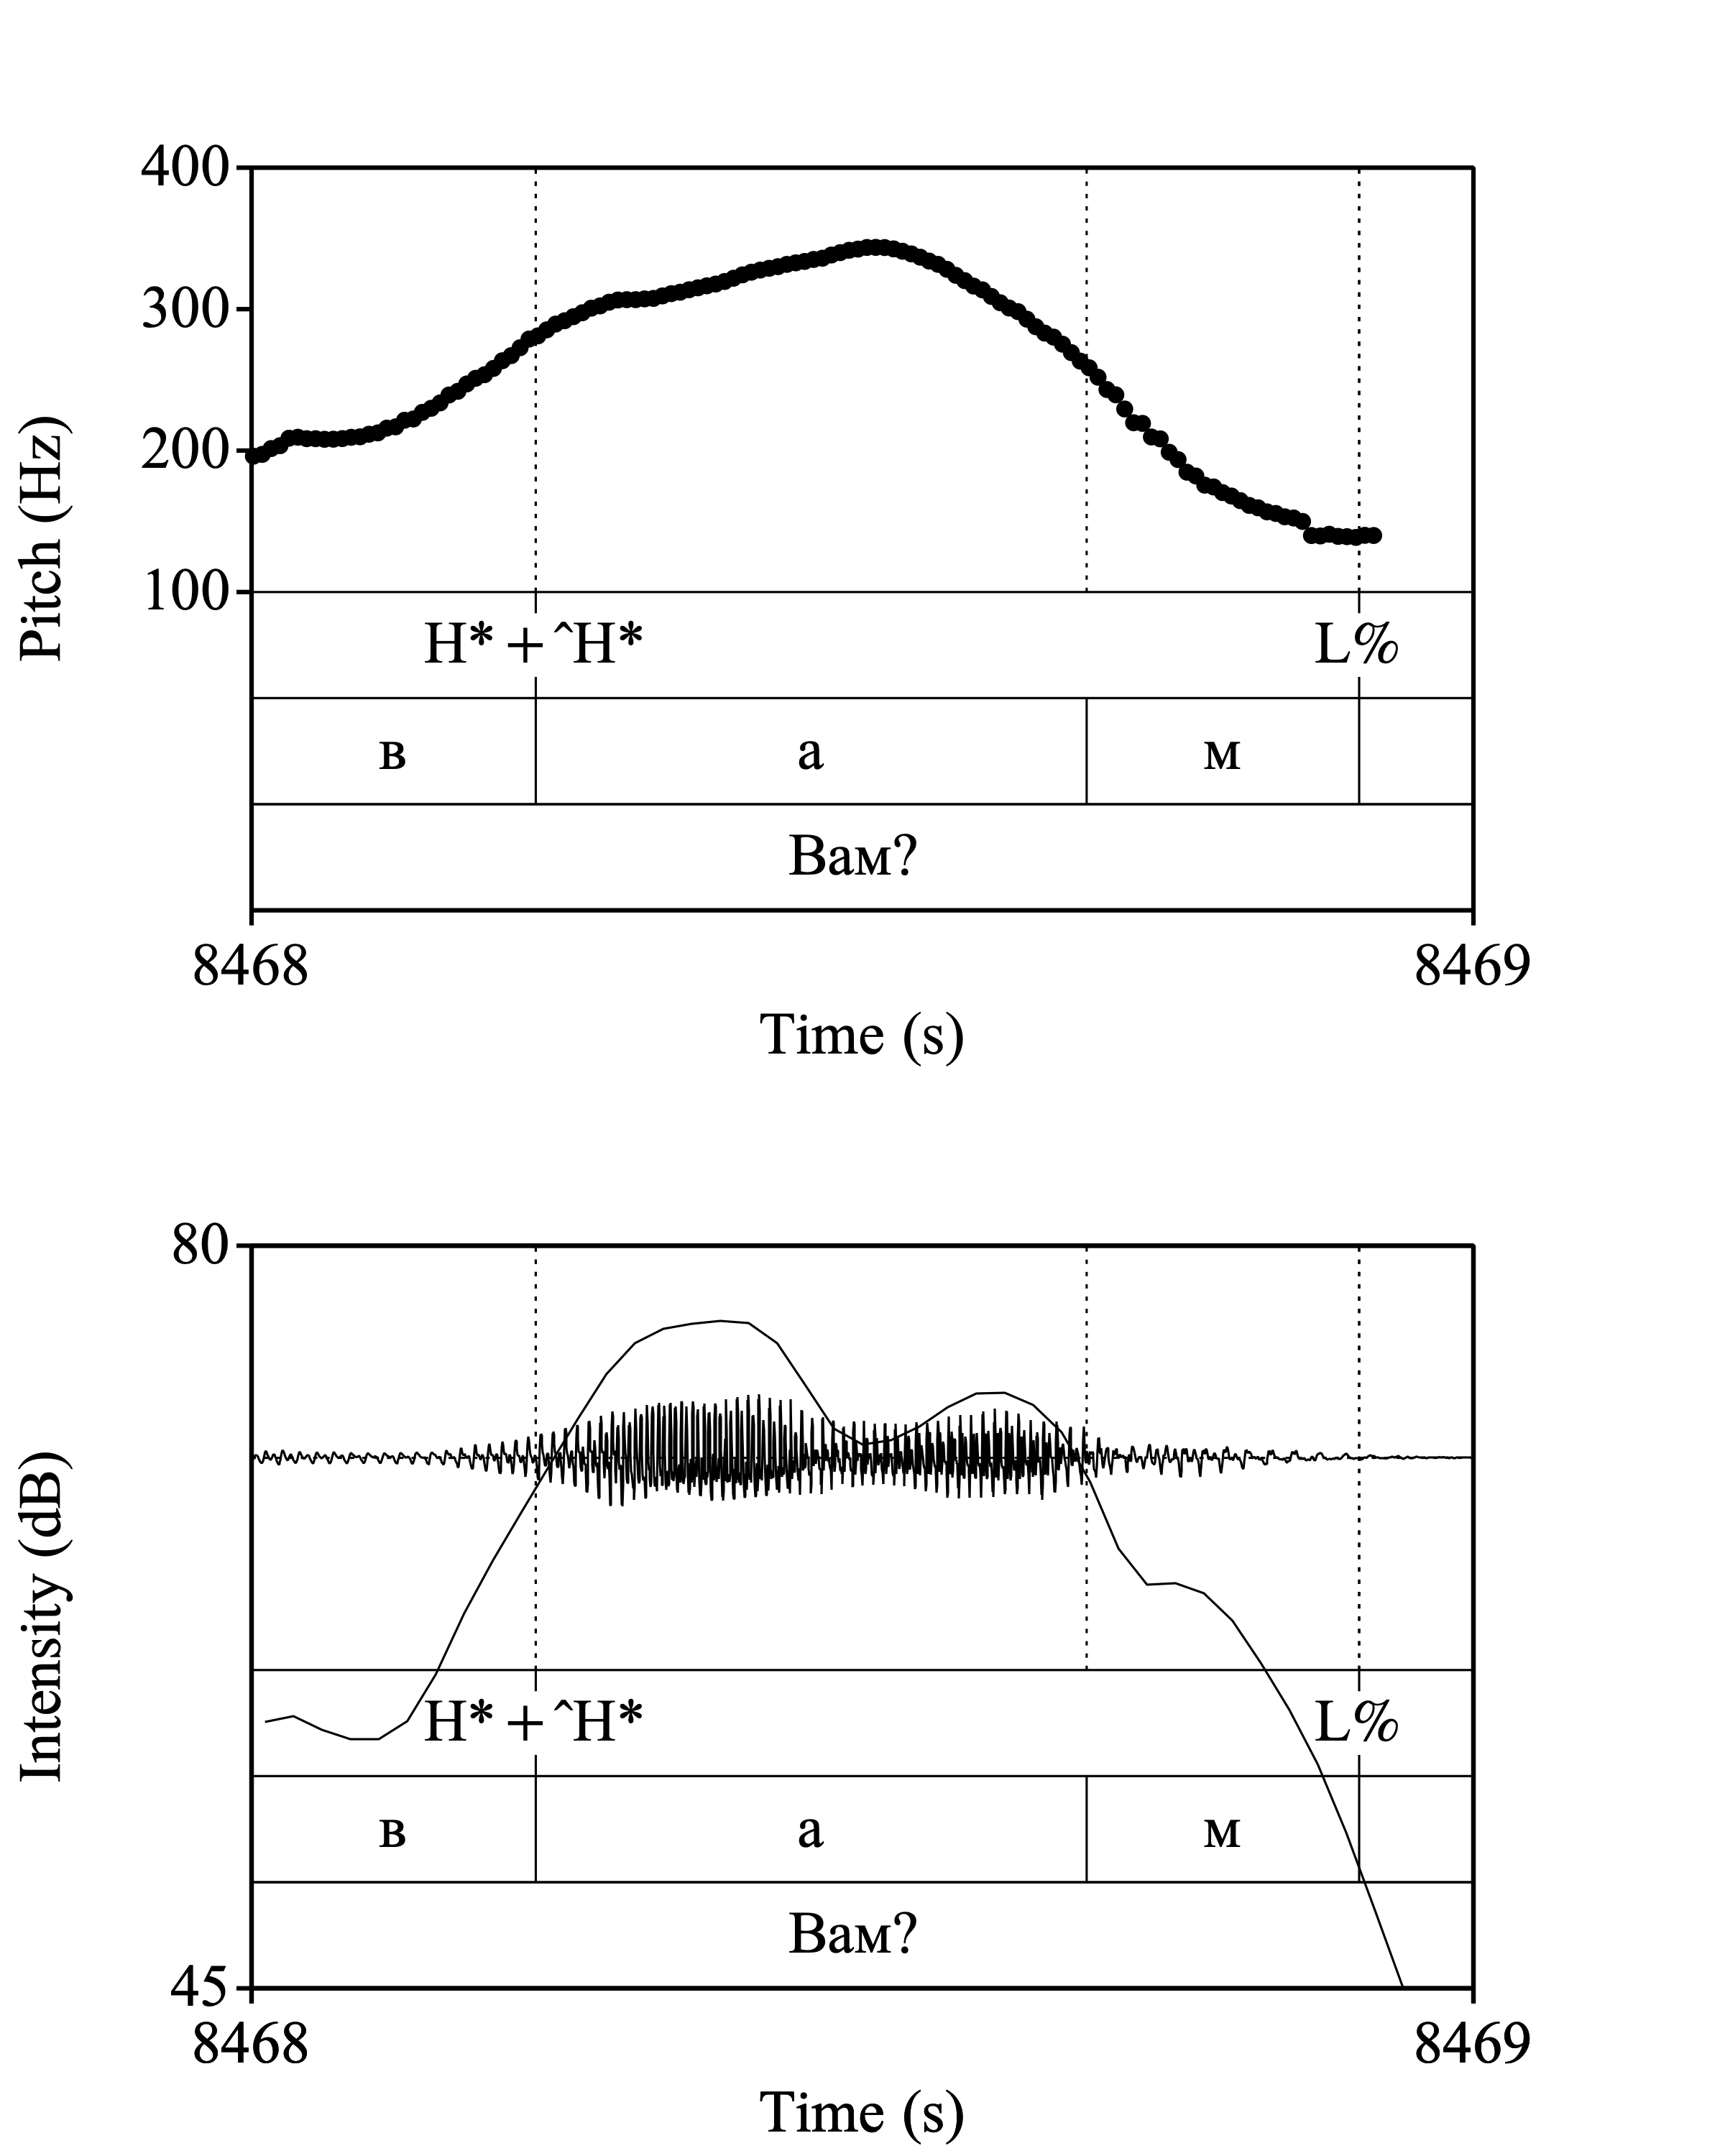 400
300
200
100
Pitch (Hz)
H* + ^H* L%
в а м
Вам?
8468 8469
Time (s)
80
Intensity (dB)
H* + ^H* L%
в а м
Вам?
45
8468 8469
Time (s)